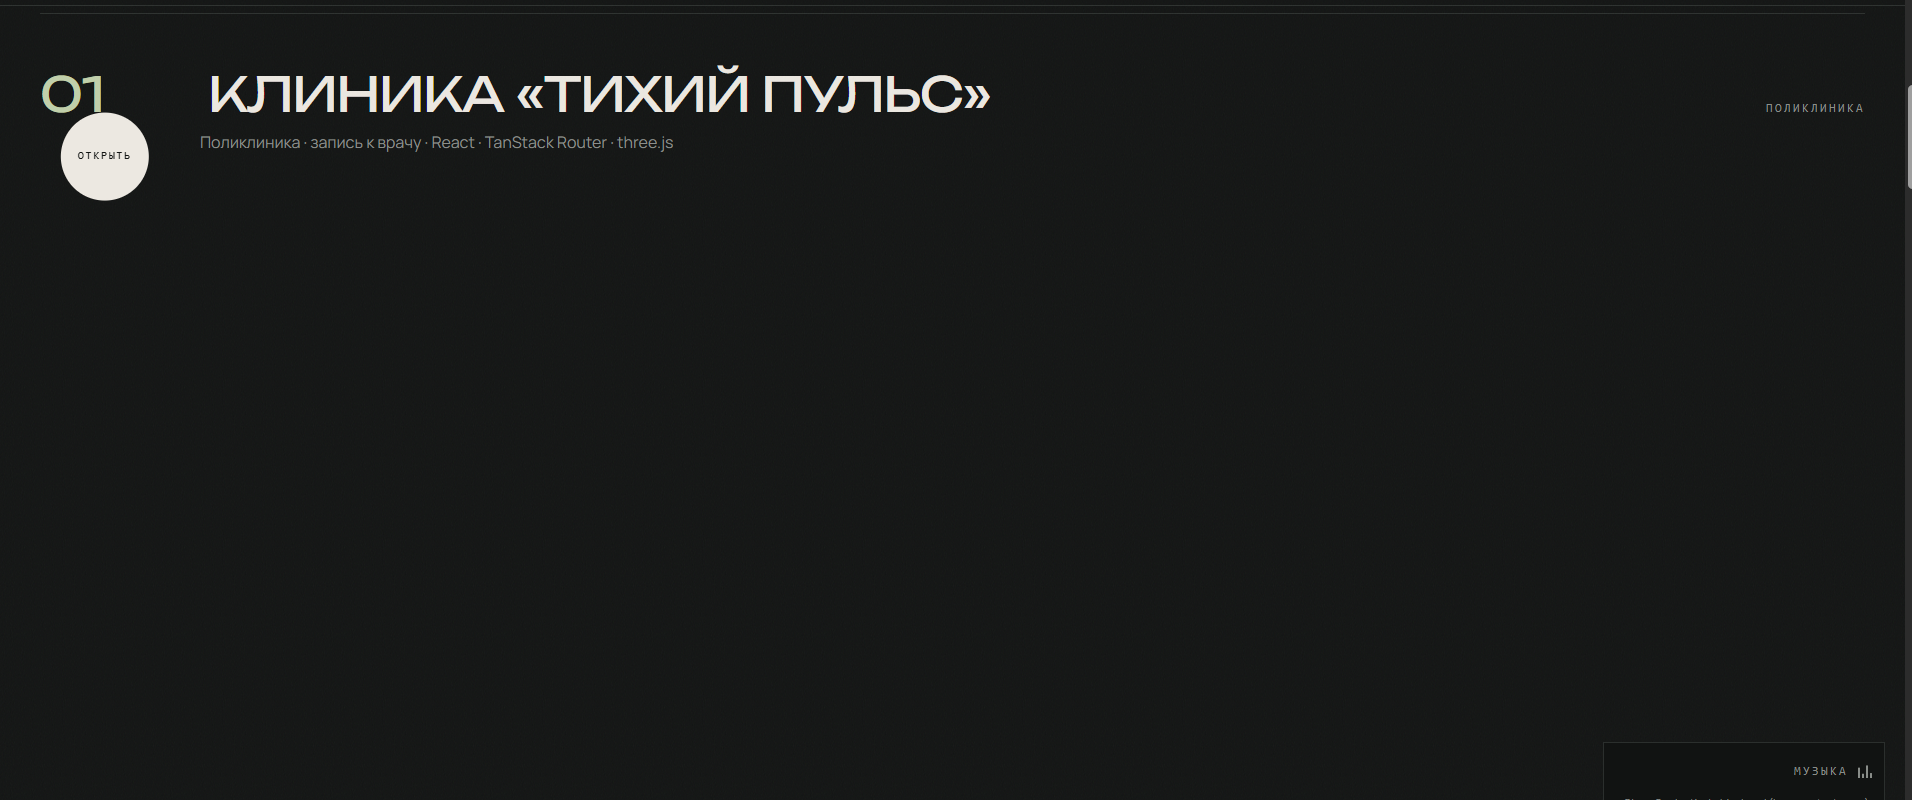 01
КЛИНИКА «ТИХИЙ ПУЛЬС»
ПОЛИКЛИНИКА
Поликлиника · запись к врачу · React · TanStack Router · three.js
ОТКРЫТЬ
МУЗЫКА